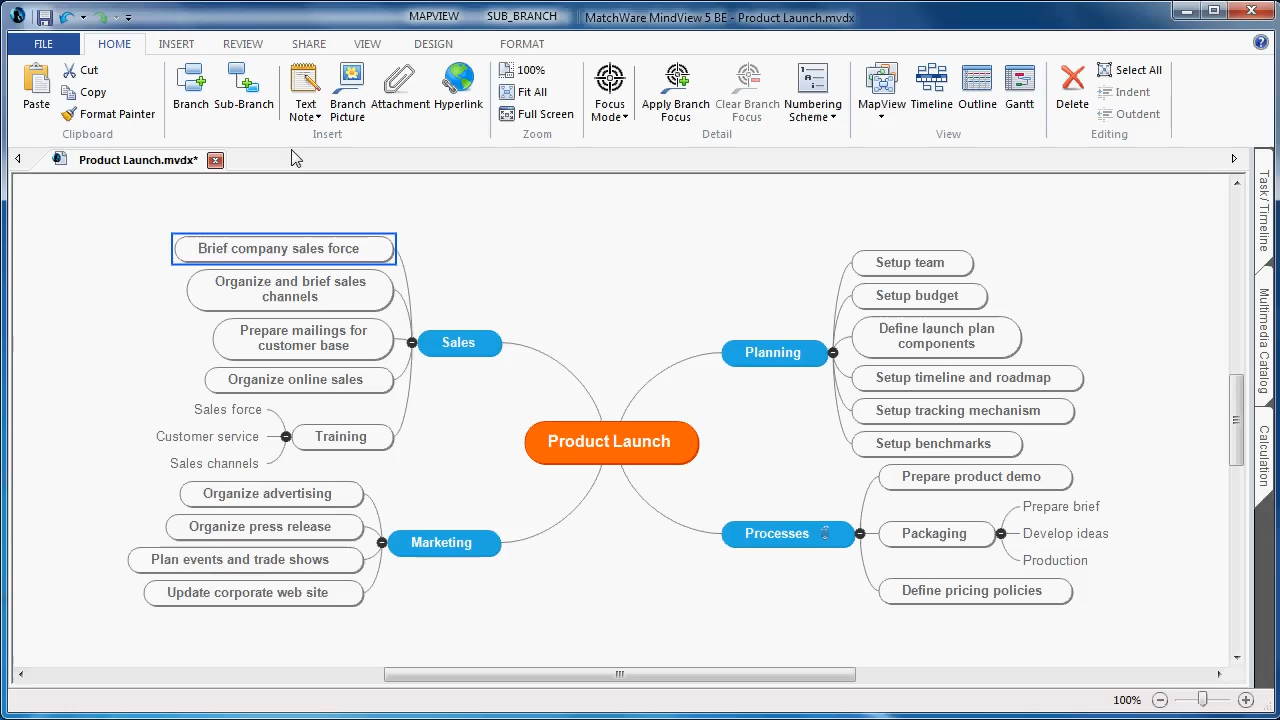 MAPVIEW SUB_BRANCH MatchWare MindView 5 BE - Product Launch.mvdx
FILE HOME INSERT REVIEW SHARE VIEW DESIGN FORMAT
Paste
Cut
Copy
Format Painter
Clipboard
Branch
Sub-Branch
Text
Note
Branch
Picture
Attachment
Hyperlink
Insert
100%
Fit All
Full Screen
Zoom
Focus
Mode
Apply Branch
Focus
Clear Branch
Focus
Numbering
Scheme
Detail
MapView
Timeline
Outline
Gantt
View
Delete
Select All
Indent
Outdent
Editing
Product Launch.mvdx*
Task / Timeline
Multimedia Catalog
Calculation
Brief company sales force
Organize and brief sales
channels
Prepare mailings for
customer base
Organize online sales
Sales force
Customer service
Sales channels
Training
Sales
Organize advertising
Organize press release
Plan events and trade shows
Update corporate web site
Marketing
Product Launch
Planning
Setup team
Setup budget
Define launch plan
components
Setup timeline and roadmap
Setup tracking mechanism
Setup benchmarks
Processes
Prepare product demo
Packaging
Prepare brief
Develop ideas
Production
Define pricing policies
100%